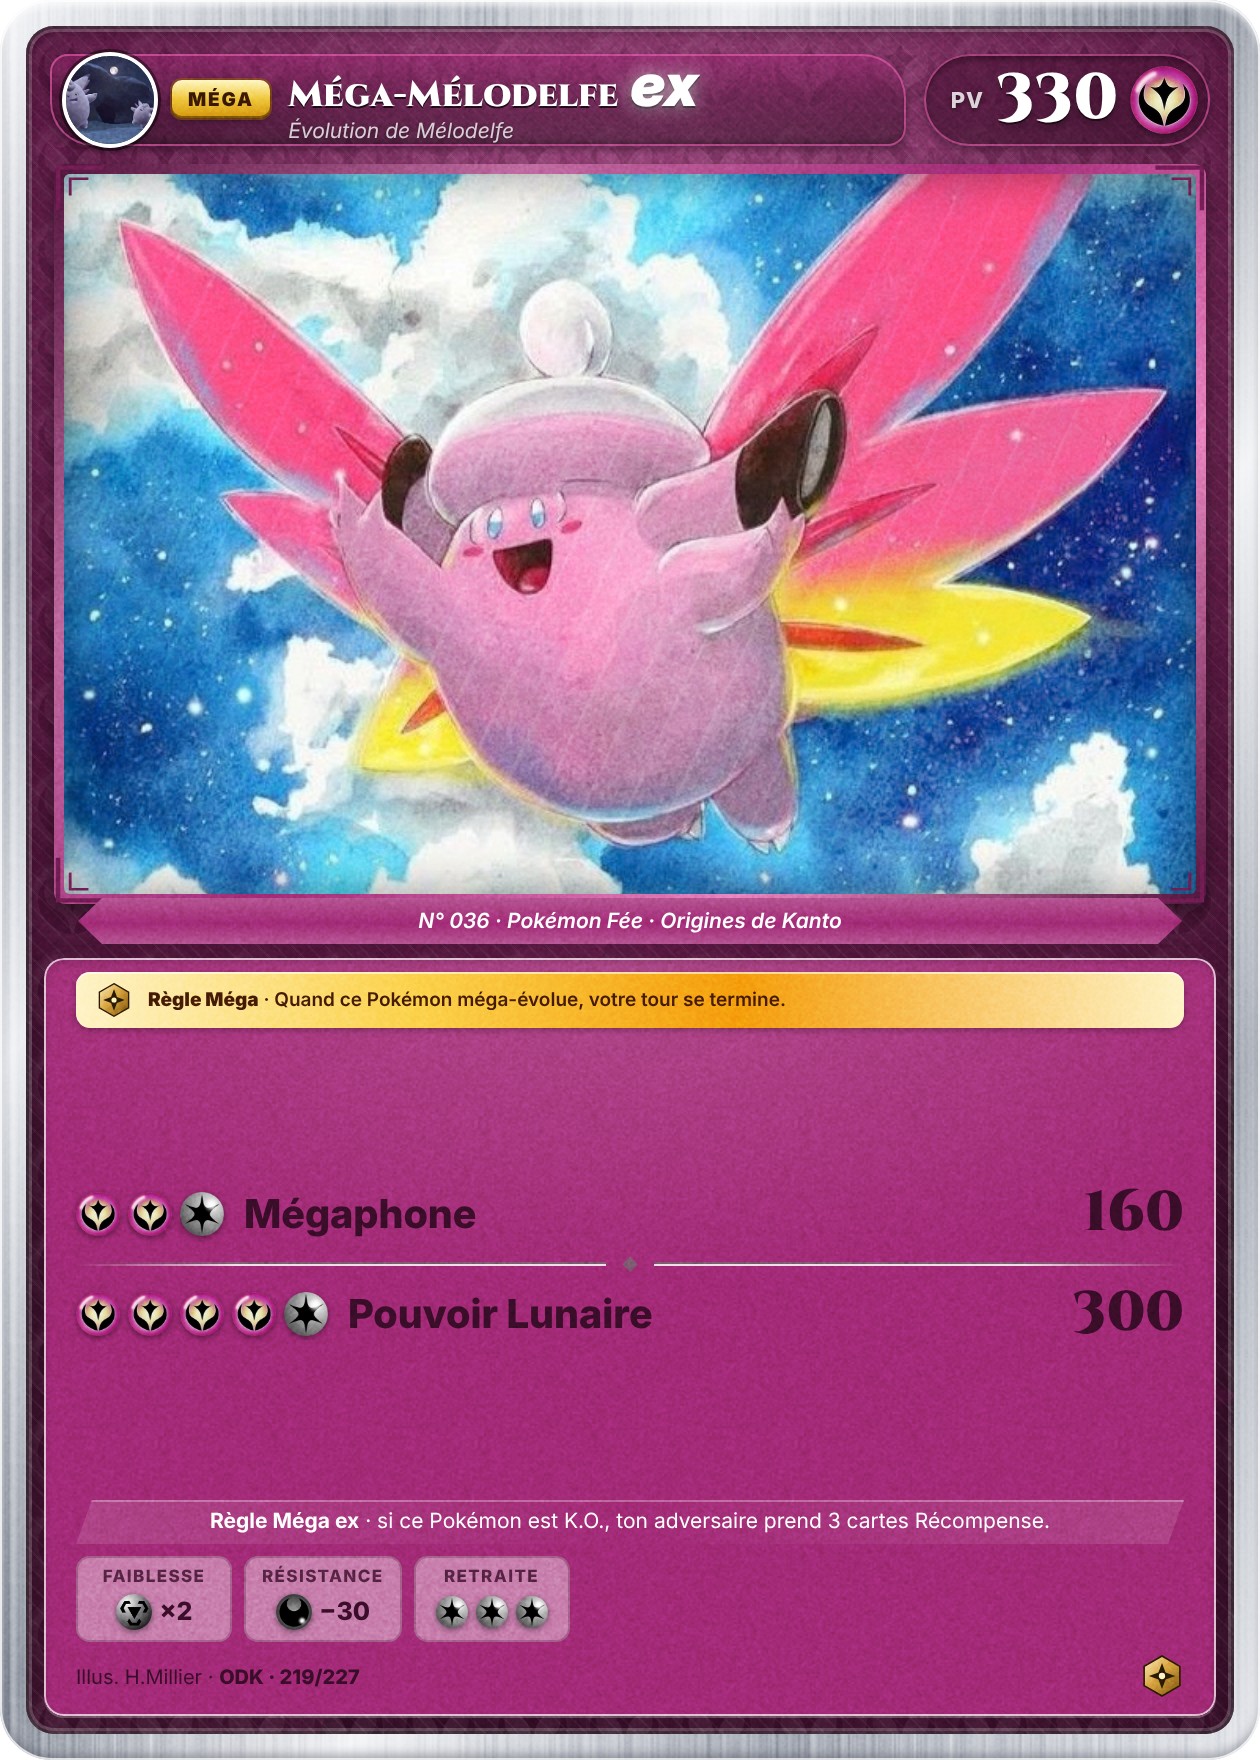 MÉGA
Méga-Mélodelfe ex
PV 330
Évolution de Mélodelfe
N° 036 · Pokémon Fée · Origines de Kanto
Règle Méga · Quand ce Pokémon méga-évolue, votre tour se termine.
Mégaphone 160
Pouvoir Lunaire 300
Règle Méga ex · si ce Pokémon est K.O., ton adversaire prend 3 cartes Récompense.
FAIBLESSE RÉSISTANCE RETRAITE
×2 −30
Illus. H.Millier · ODK · 219/227